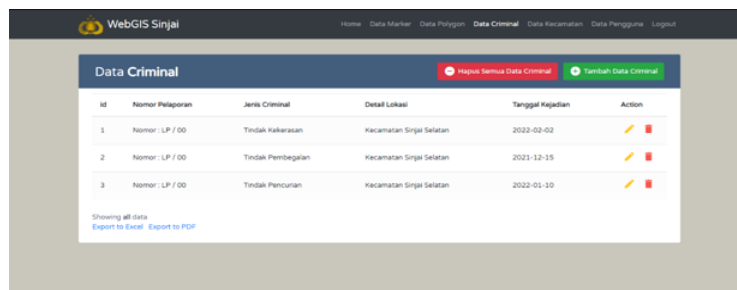 WebGIS Sinjai Home Data Marker Data Polygon Data Criminal Data Kecamatan Data Pengguna Logout
Data Criminal Hapus Semua Data Criminal Tambah Data Criminal
id Nomor Pelaporan Jenis Criminal Detail Lokasi Tanggal Kejadian Action
1 Nomor : LP / 00 Tindak Kekerasan Kecamatan Sinjai Selatan 2022-02-02
2 Nomor : LP / 00 Tindak Pembegalan Kecamatan Sinjai Selatan 2021-12-15
3 Nomor : LP / 00 Tindak Pencurian Kecamatan Sinjai Selatan 2022-01-10
Showing all data
Export to Excel Export to PDF